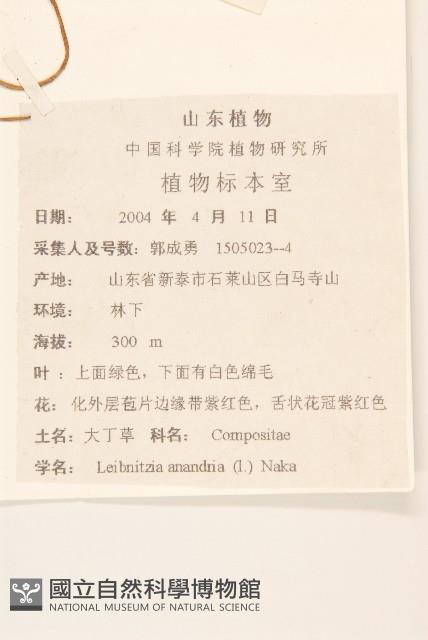 山东植物
中国科学院植物研究所
植物标本室
日期： 2004 年 4 月 11 日
采集人及号数：郭成勇 1505023--4
产地： 山东省新泰市石莱山区白马寺山
环境： 林下
海拔： 300 m
叶 ：上面绿色，下面有白色绵毛
花： 化外层苞片边缘带紫红色，舌状花冠紫红色
土名：大丁草 科名： Compositae
学名： Leibnitzia anandria (l.) Naka
國立自然科學博物館
NATIONAL MUSEUM OF NATURAL SCIENCE